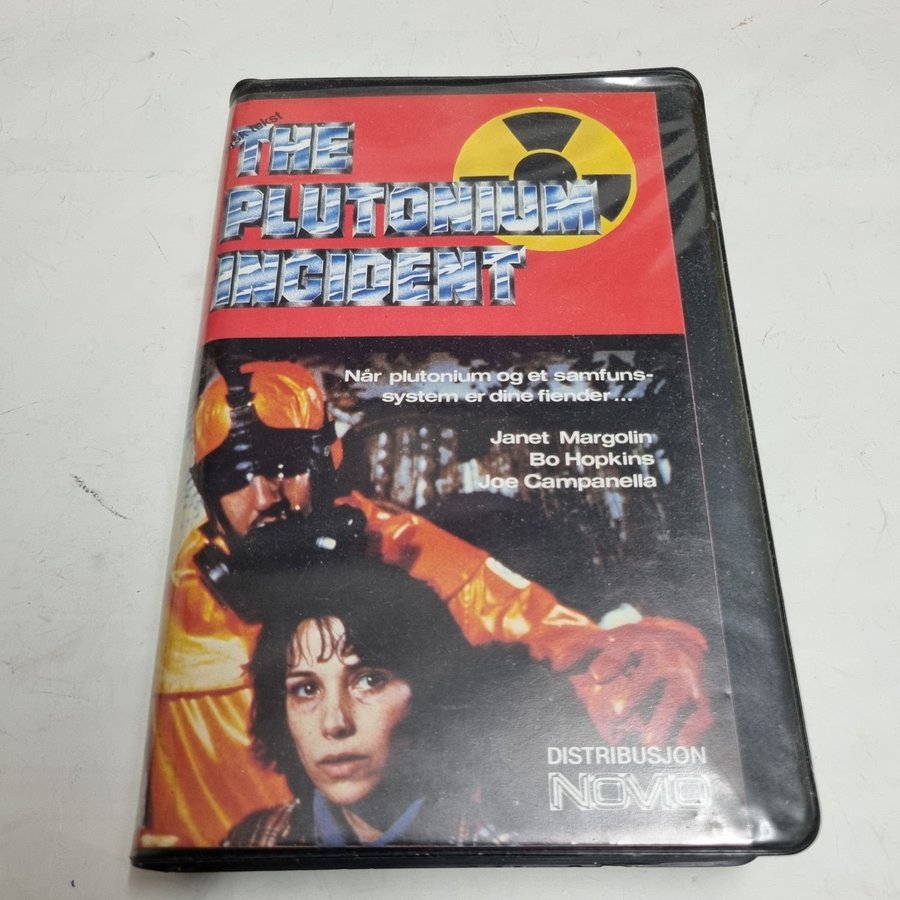 tekst
THE
PLUTONIUM
INCIDENT
Når plutonium og et samfuns-
system er dine fiender...
Janet Margolin
Bo Hopkins
Joe Campanella
DISTRIBUSJON
NOVIO